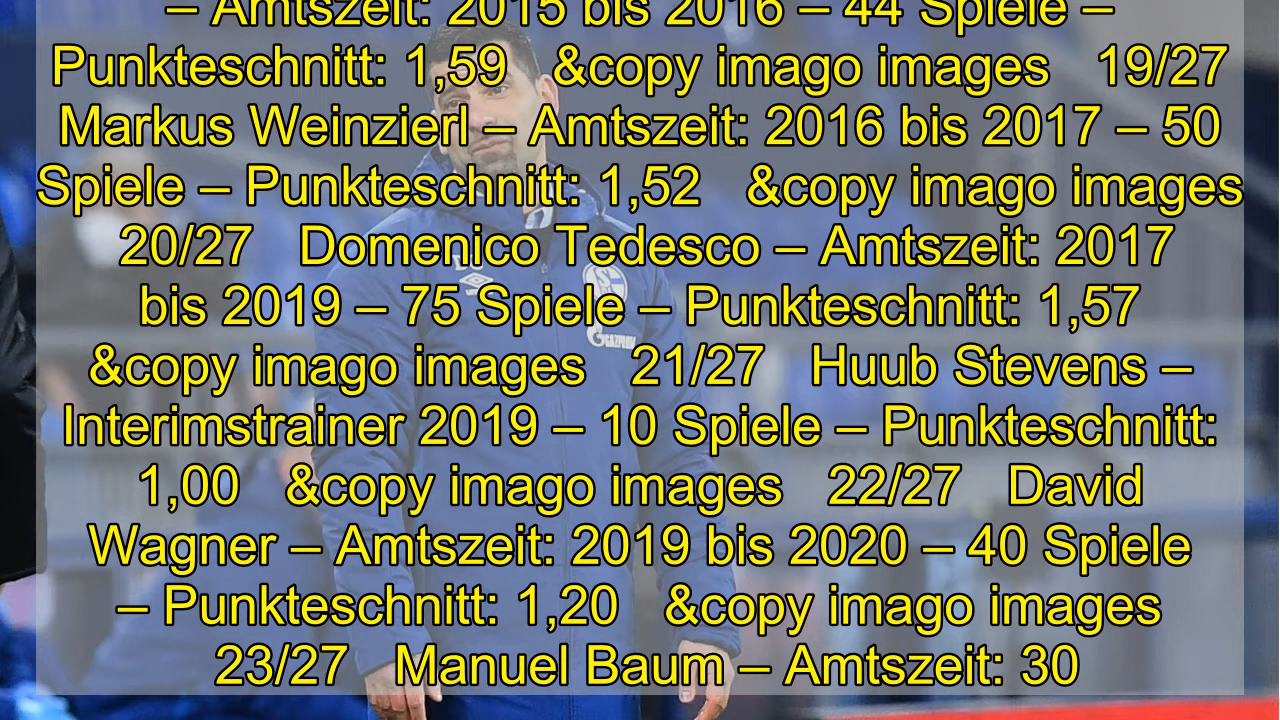 – Amtszeit: 2015 bis 2016 – 44 Spiele –
Punkteschnitt: 1,59 &copy imago images 19/27
Markus Weinzierl – Amtszeit: 2016 bis 2017 – 50
Spiele – Punkteschnitt: 1,52 &copy imago images
20/27 Domenico Tedesco – Amtszeit: 2017
bis 2019 – 75 Spiele – Punkteschnitt: 1,57
&copy imago images 21/27 Huub Stevens –
Interimstrainer 2019 – 10 Spiele – Punkteschnitt:
1,00 &copy imago images 22/27 David
Wagner – Amtszeit: 2019 bis 2020 – 40 Spiele
– Punkteschnitt: 1,20 &copy imago images
23/27 Manuel Baum – Amtszeit: 30
GAZPROM